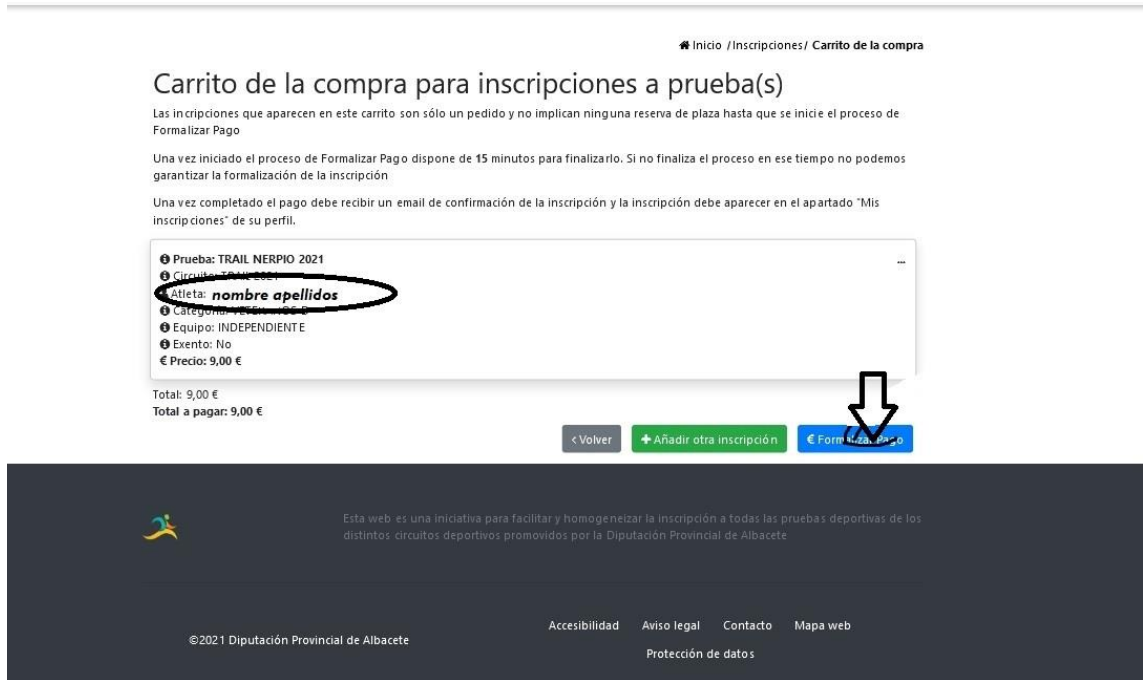 Inicio / Inscripciones / Carrito de la compra
Carrito de la compra para inscripciones a prueba(s)
Las incripciones que aparecen en este carrito son sólo un pedido y no implican ninguna reserva de plaza hasta que se inicie el proceso de
Formalizar Pago
Una vez iniciado el proceso de Formalizar Pago dispone de 15 minutos para finalizarlo. Si no finaliza el proceso en ese tiempo no podemos
garantizar la formalización de la inscripción
Una vez completado el pago debe recibir un email de confirmación de la inscripción y la inscripción debe aparecer en el apartado "Mis
inscripciones" de su perfil.
Prueba: TRAIL NERPIO 2021
...
Circuito: TRAIL 2021
Atleta: nombre apellidos
Categoría:
Equipo: INDEPENDIENTE
Exento: No
€ Precio: 9,00 €
Total: 9,00 €
Total a pagar: 9,00 €
< Volver
+ Añadir otra inscripción
€ Formalizar Pago
Esta web es una iniciativa para facilitar y homogeneizar la inscripción a todas las pruebas deportivas de los
distintos circuitos deportivos promovidos por la Diputación Provincial de Albacete
Accesibilidad Aviso legal Contacto Mapa web
©2021 Diputación Provincial de Albacete
Protección de datos